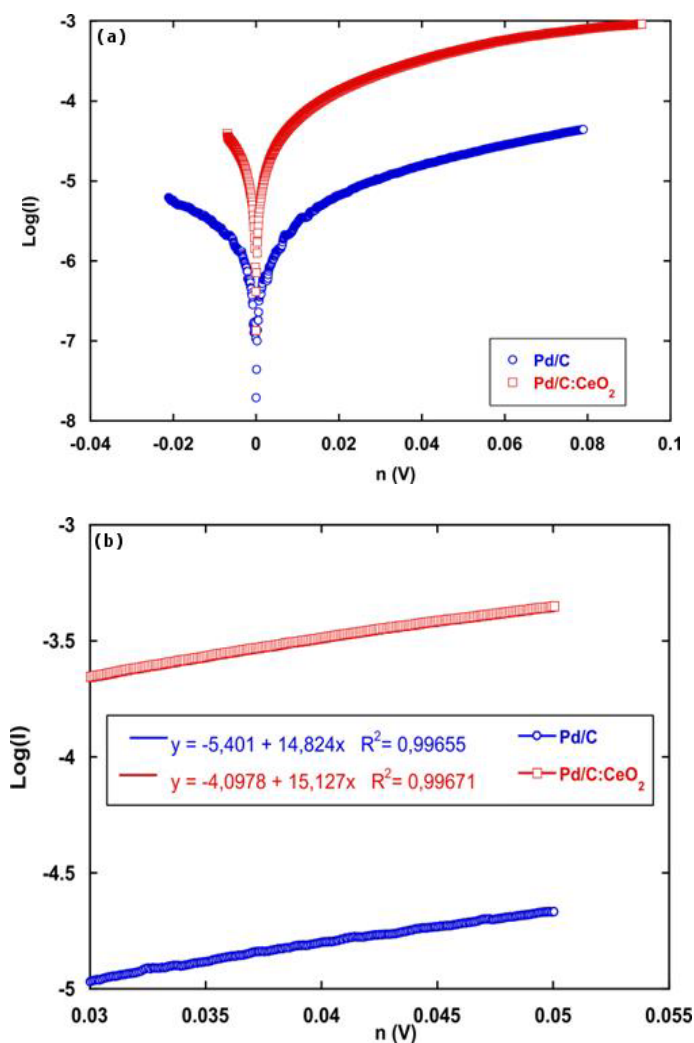 (a)
-3
-4
-5
-6
-7
-8
Log(I)
Pd/C
Pd/C:CeO₂
-0.04 -0.02 0 0.02 0.04 0.06 0.08 0.1
n (V)
(b)
-3
-3.5
-4
-4.5
-5
Log(I)
y = -5,401 + 14,824x R²= 0,99655 Pd/C
y = -4,0978 + 15,127x R²= 0,99671 Pd/C:CeO₂
0.03 0.035 0.04 0.045 0.05 0.055
n (V)